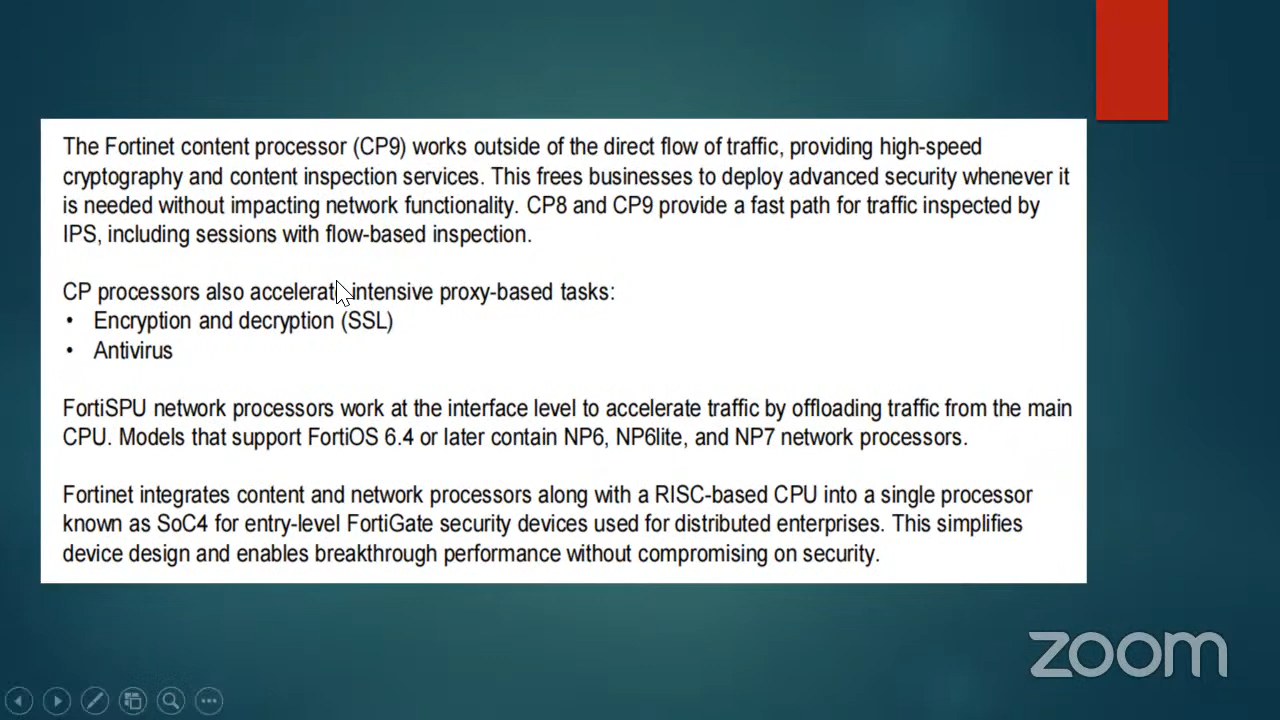 The Fortinet content processor (CP9) works outside of the direct flow of traffic, providing high-speed
cryptography and content inspection services. This frees businesses to deploy advanced security whenever it
is needed without impacting network functionality. CP8 and CP9 provide a fast path for traffic inspected by
IPS, including sessions with flow-based inspection.
CP processors also accelerate intensive proxy-based tasks:
• Encryption and decryption (SSL)
• Antivirus
FortiSPU network processors work at the interface level to accelerate traffic by offloading traffic from the main
CPU. Models that support FortiOS 6.4 or later contain NP6, NP6lite, and NP7 network processors.
Fortinet integrates content and network processors along with a RISC-based CPU into a single processor
known as SoC4 for entry-level FortiGate security devices used for distributed enterprises. This simplifies
device design and enables breakthrough performance without compromising on security.
zoom